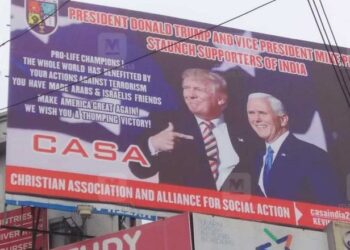 CASA
PRESIDENT DONALD TRUMP AND VICE PRESIDENT MIKE
STAUNCH SUPPORTERS OF INDIA
PRO-LIFE CHAMPIONS!
THE WHOLE WORLD HAS BENEFITTED BY
YOUR ACTIONS AGAINST TERRORISM
YOU HAVE MADE ARABS & ISRAELIS FRIENDS
MAKE AMERICA GREAT AGAIN!
WE WISH YOU A THUMPING VICTORY!
CASA
CHRISTIAN ASSOCIATION AND ALLIANCE FOR SOCIAL ACTION
STUDY